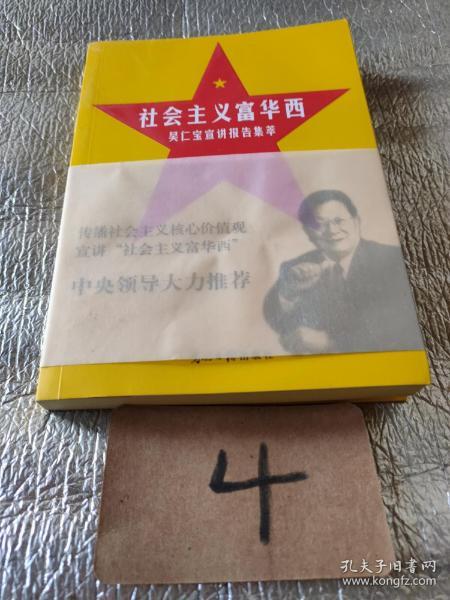 社会主义富华西
吴仁宝宣讲报告集萃
传播社会主义核心价值观
宣讲“社会主义富华西”
中央领导大力推荐
4
孔夫子旧书网
www.kongfz.com